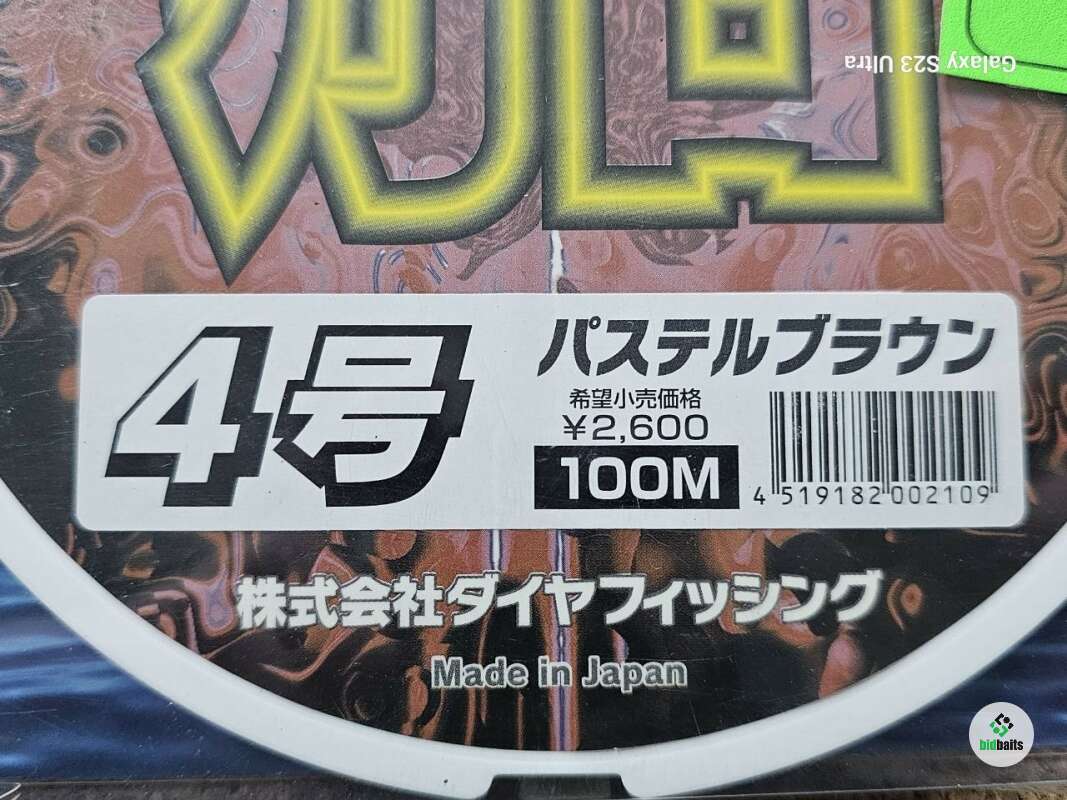 Galaxy S23 Ultra
4号
パステルブラウン
希望小売価格
¥2,600
100M
4 519182 002109
株式会社ダイヤフィッシング
Made in Japan
bidbaits